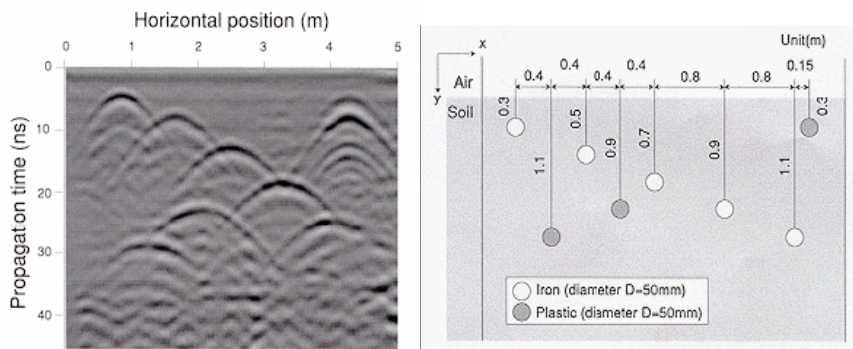 Horizontal position (m)
0 1 2 3 4 5
Propagation time (ns)
0
10
20
30
40
x
y
Air
Soil
Unit(m)
0.4 0.4 0.15
0.4 0.4 0.8 0.8
0.3
1.1
0.5
0.9
0.7
0.9
1.1
0.3
Iron (diameter D=50mm)
Plastic (diameter D=50mm)